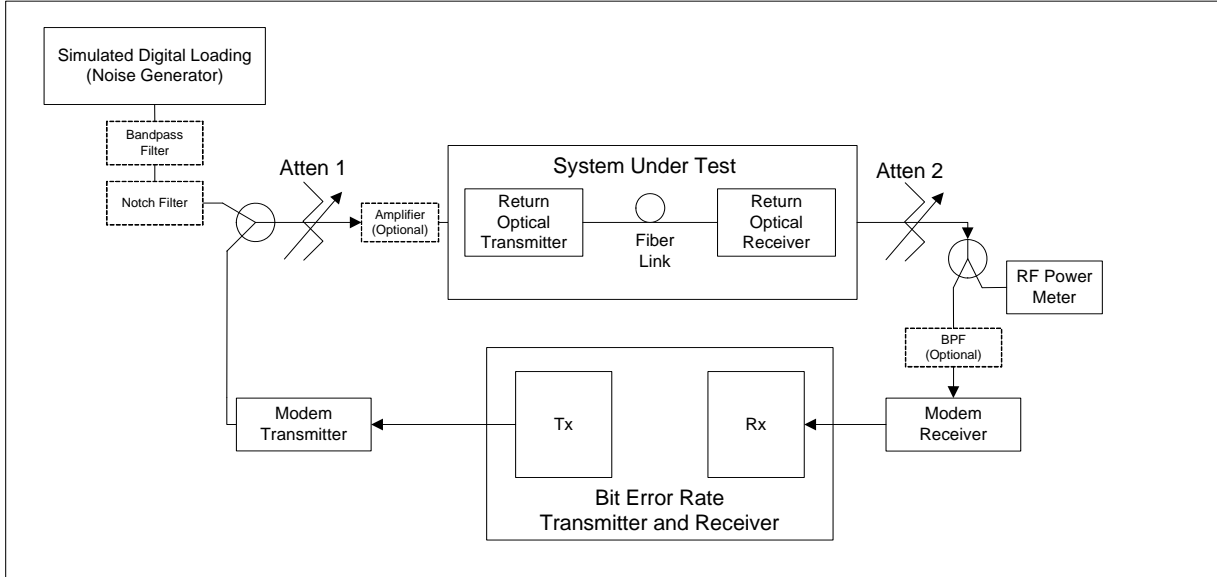 Simulated Digital Loading
(Noise Generator)
Bandpass
Filter
Notch Filter
Atten 1
Amplifier
(Optional)
System Under Test
Return
Optical
Transmitter
Fiber
Link
Return
Optical
Receiver
Atten 2
RF Power
Meter
BPF
(Optional)
Modem
Transmitter
Tx
Rx
Modem
Receiver
Bit Error Rate
Transmitter and Receiver